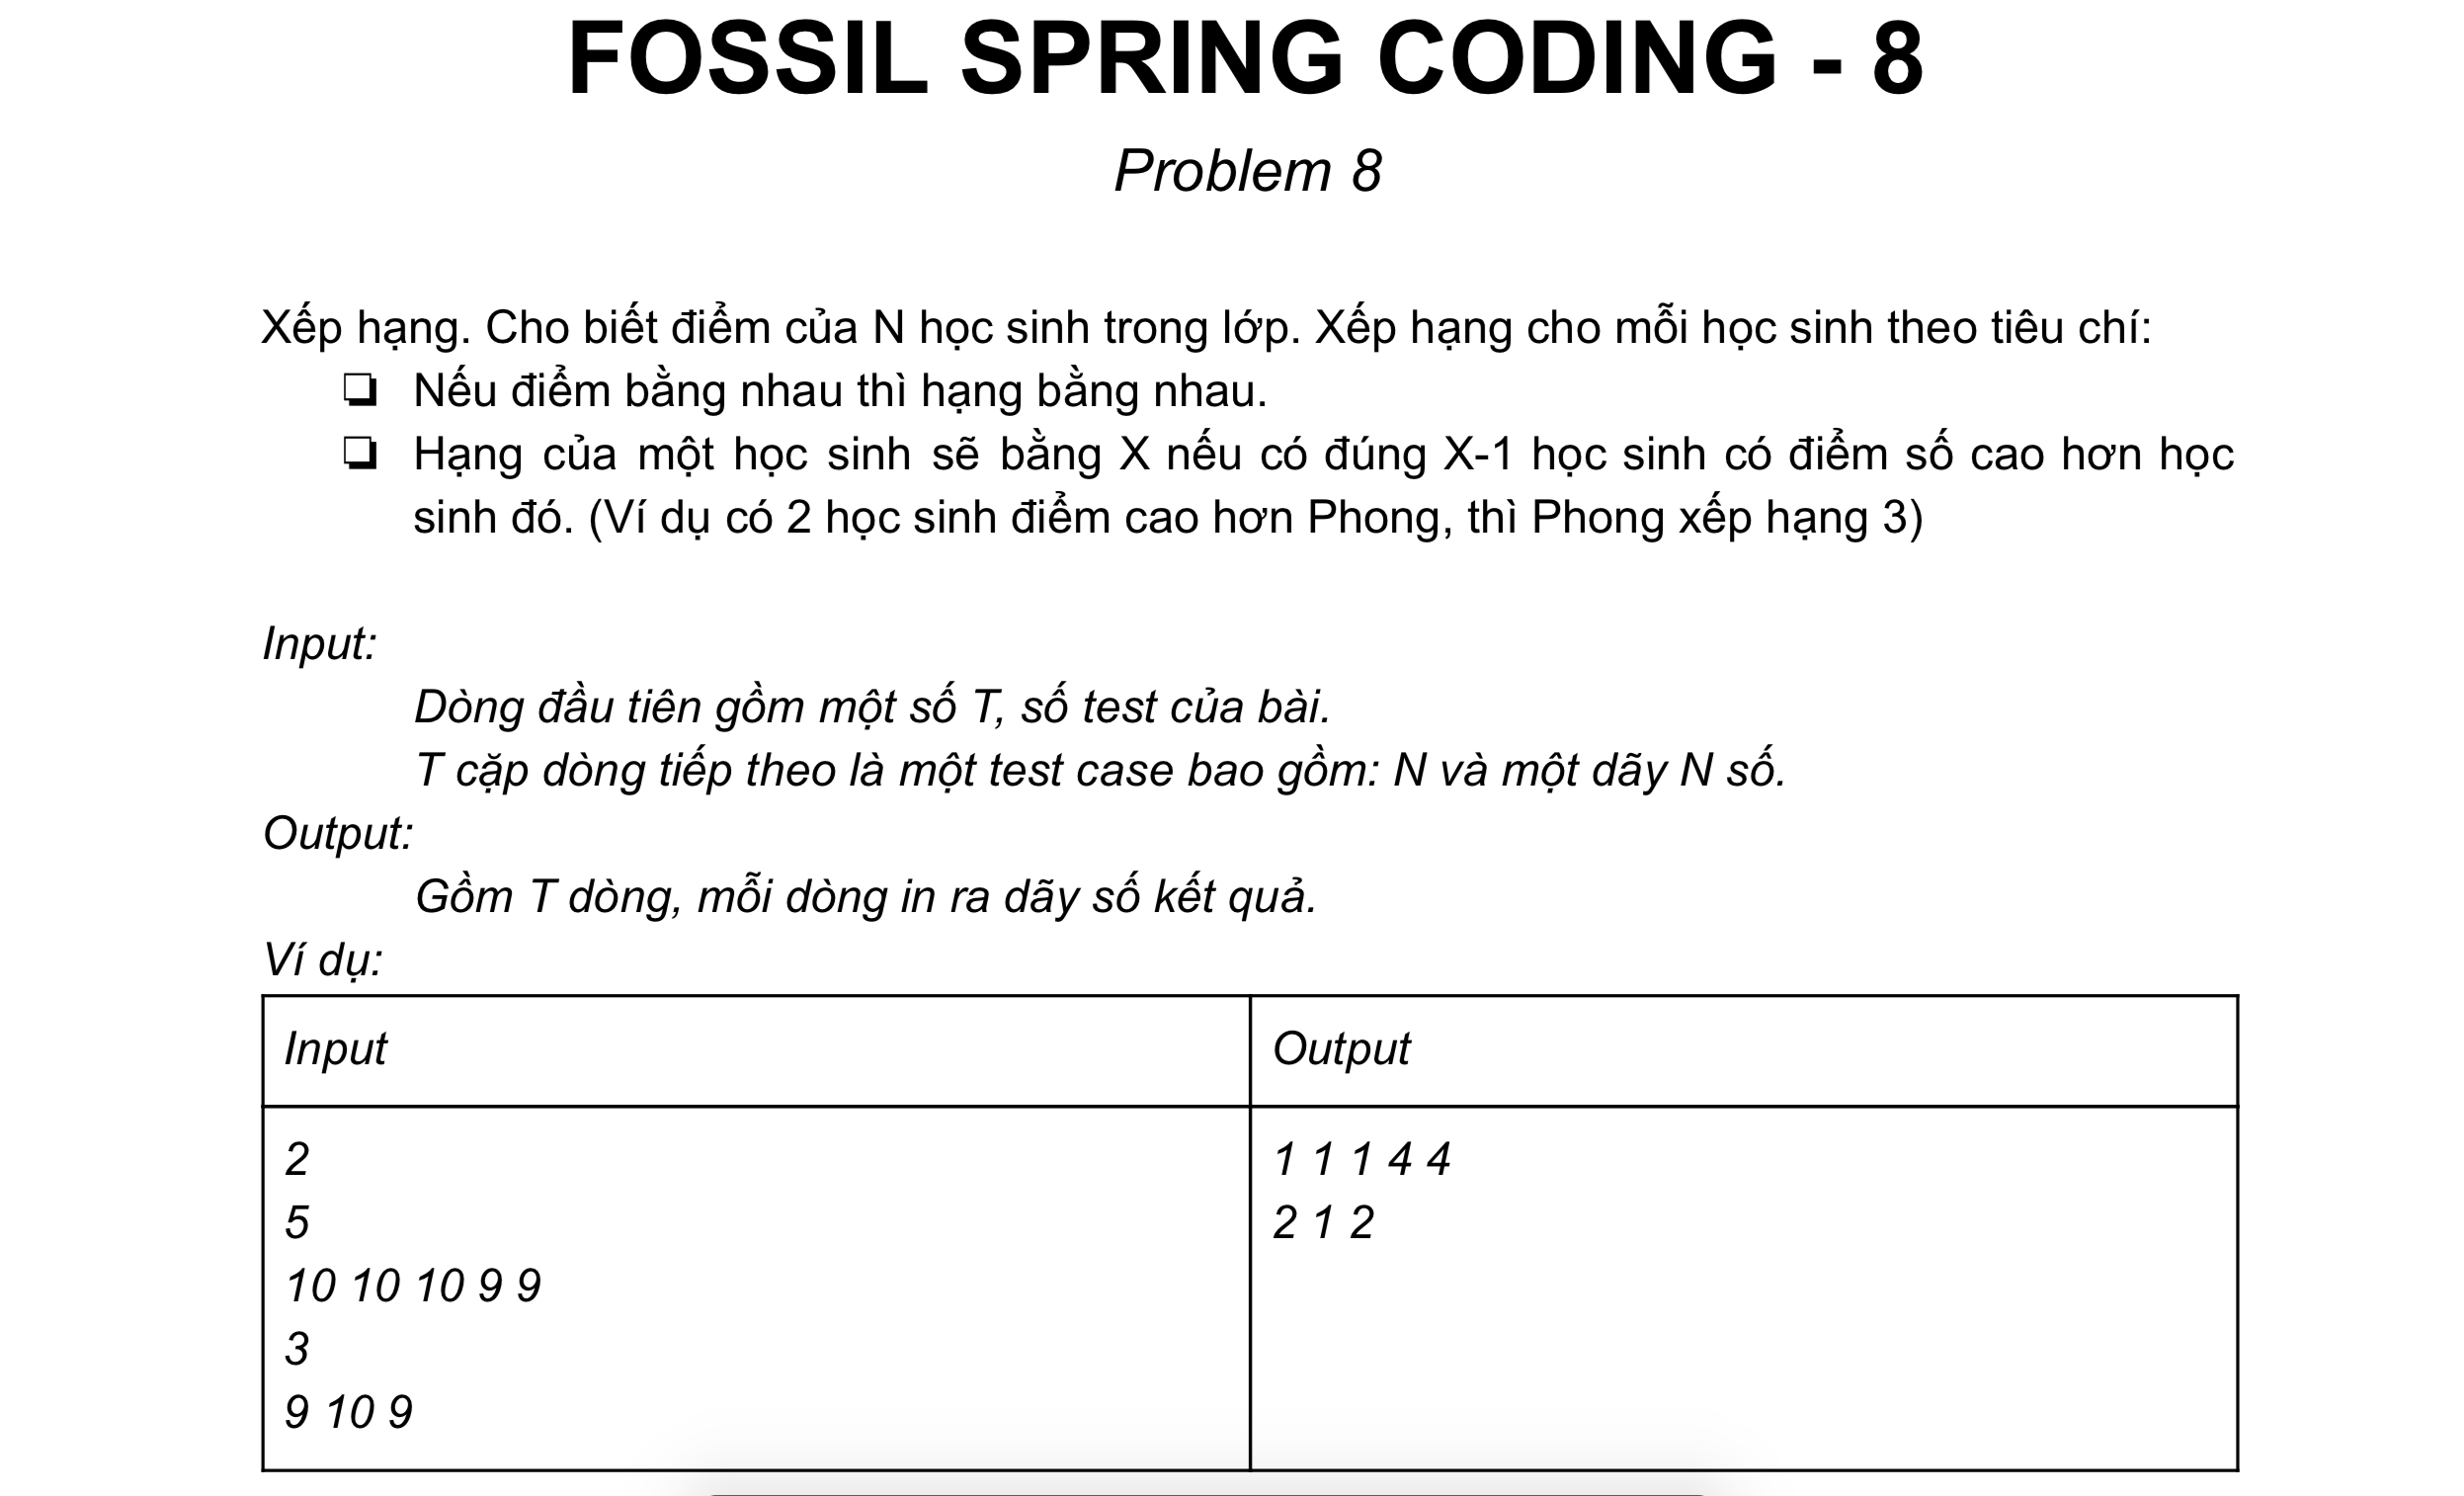 FOSSIL SPRING CODING - 8
Problem 8
Xếp hạng. Cho biết điểm của N học sinh trong lớp. Xếp hạng cho mỗi học sinh theo tiêu chí:
❏ Nếu điểm bằng nhau thì hạng bằng nhau.
❏ Hạng của một học sinh sẽ bằng X nếu có đúng X-1 học sinh có điểm số cao hơn học
sinh đó. (Ví dụ có 2 học sinh điểm cao hơn Phong, thì Phong xếp hạng 3)
Input:
Dòng đầu tiên gồm một số T, số test của bài.
T cặp dòng tiếp theo là một test case bao gồm: N và một dãy N số.
Output:
Gồm T dòng, mỗi dòng in ra dãy số kết quả.
Ví dụ:
Input
2
5
10 10 10 9 9
3
9 10 9
Output
1 1 1 4 4
2 1 2